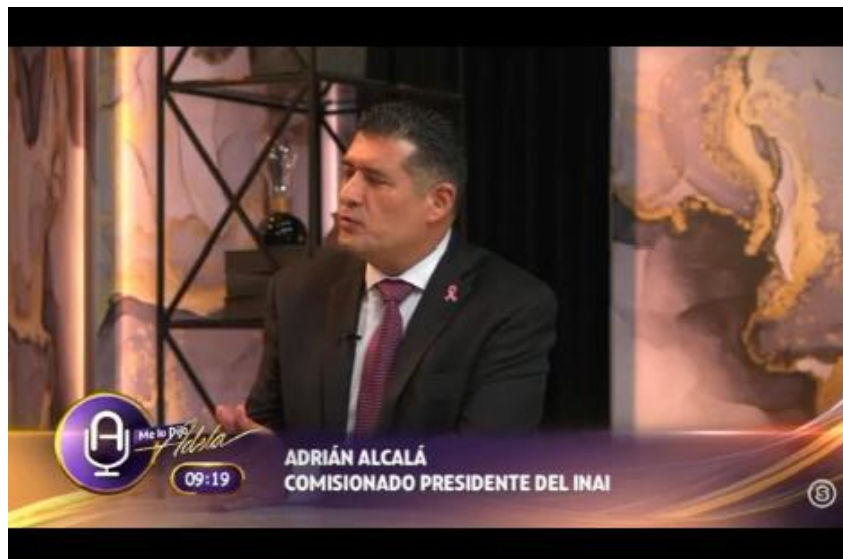 A
Me lo Dijo
Adela
09:19
ADRIÁN ALCALÁ
COMISIONADO PRESIDENTE DEL INAI
S